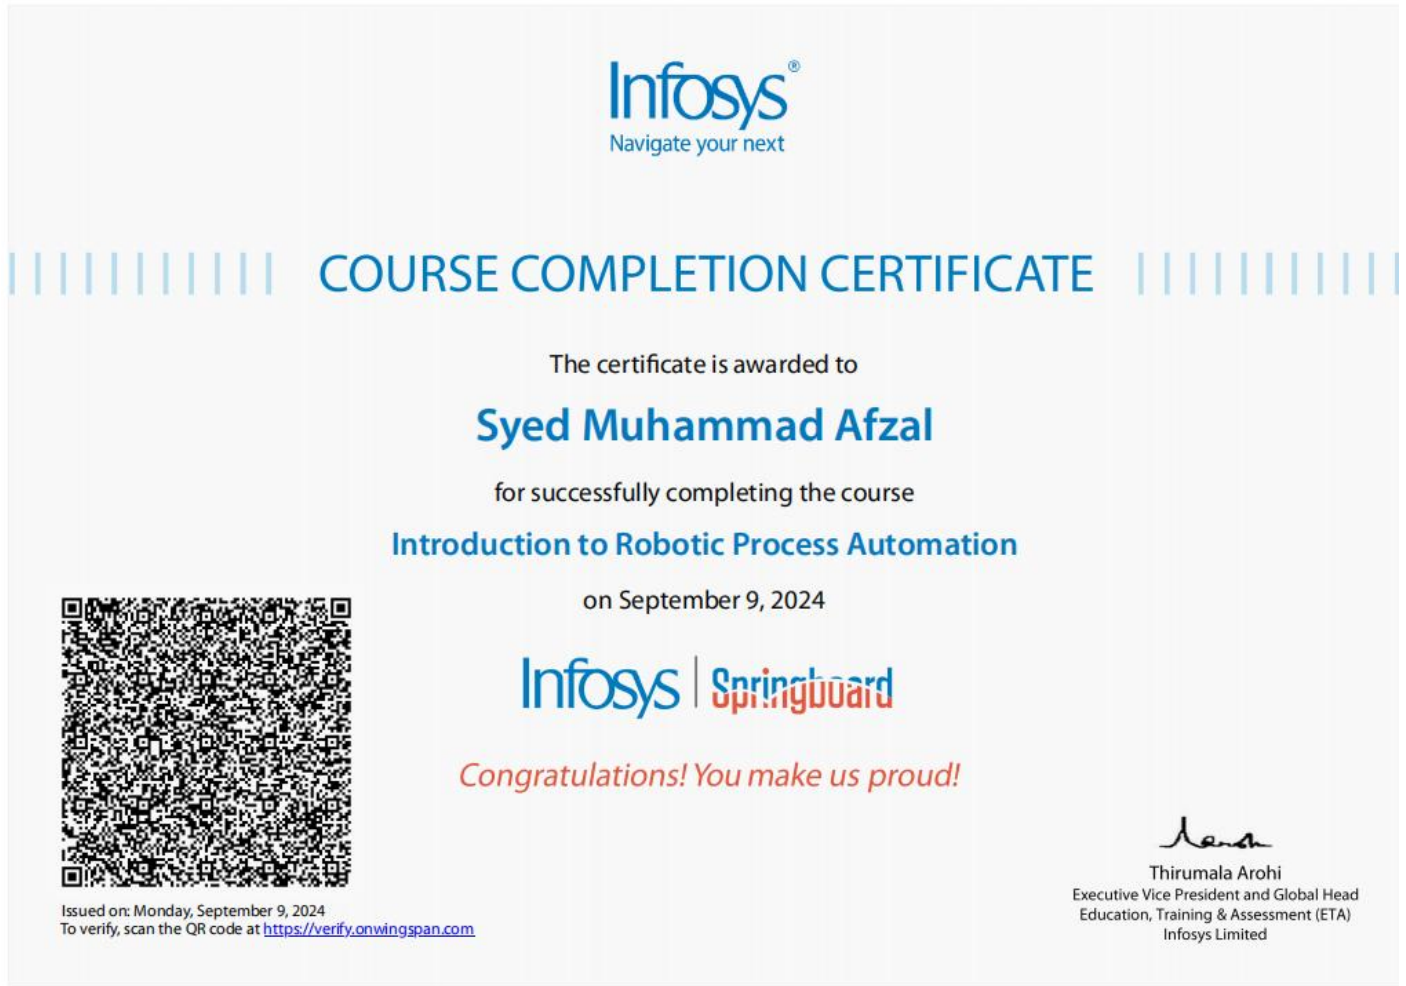 Infosys®
Navigate your next
COURSE COMPLETION CERTIFICATE
The certificate is awarded to
Syed Muhammad Afzal
for successfully completing the course
Introduction to Robotic Process Automation
on September 9, 2024
Infosys | Springboard
Congratulations! You make us proud!
Issued on: Monday, September 9, 2024
To verify, scan the QR code at https://verify.onwingspan.com
Thirumala Arohi
Executive Vice President and Global Head
Education, Training & Assessment (ETA)
Infosys Limited